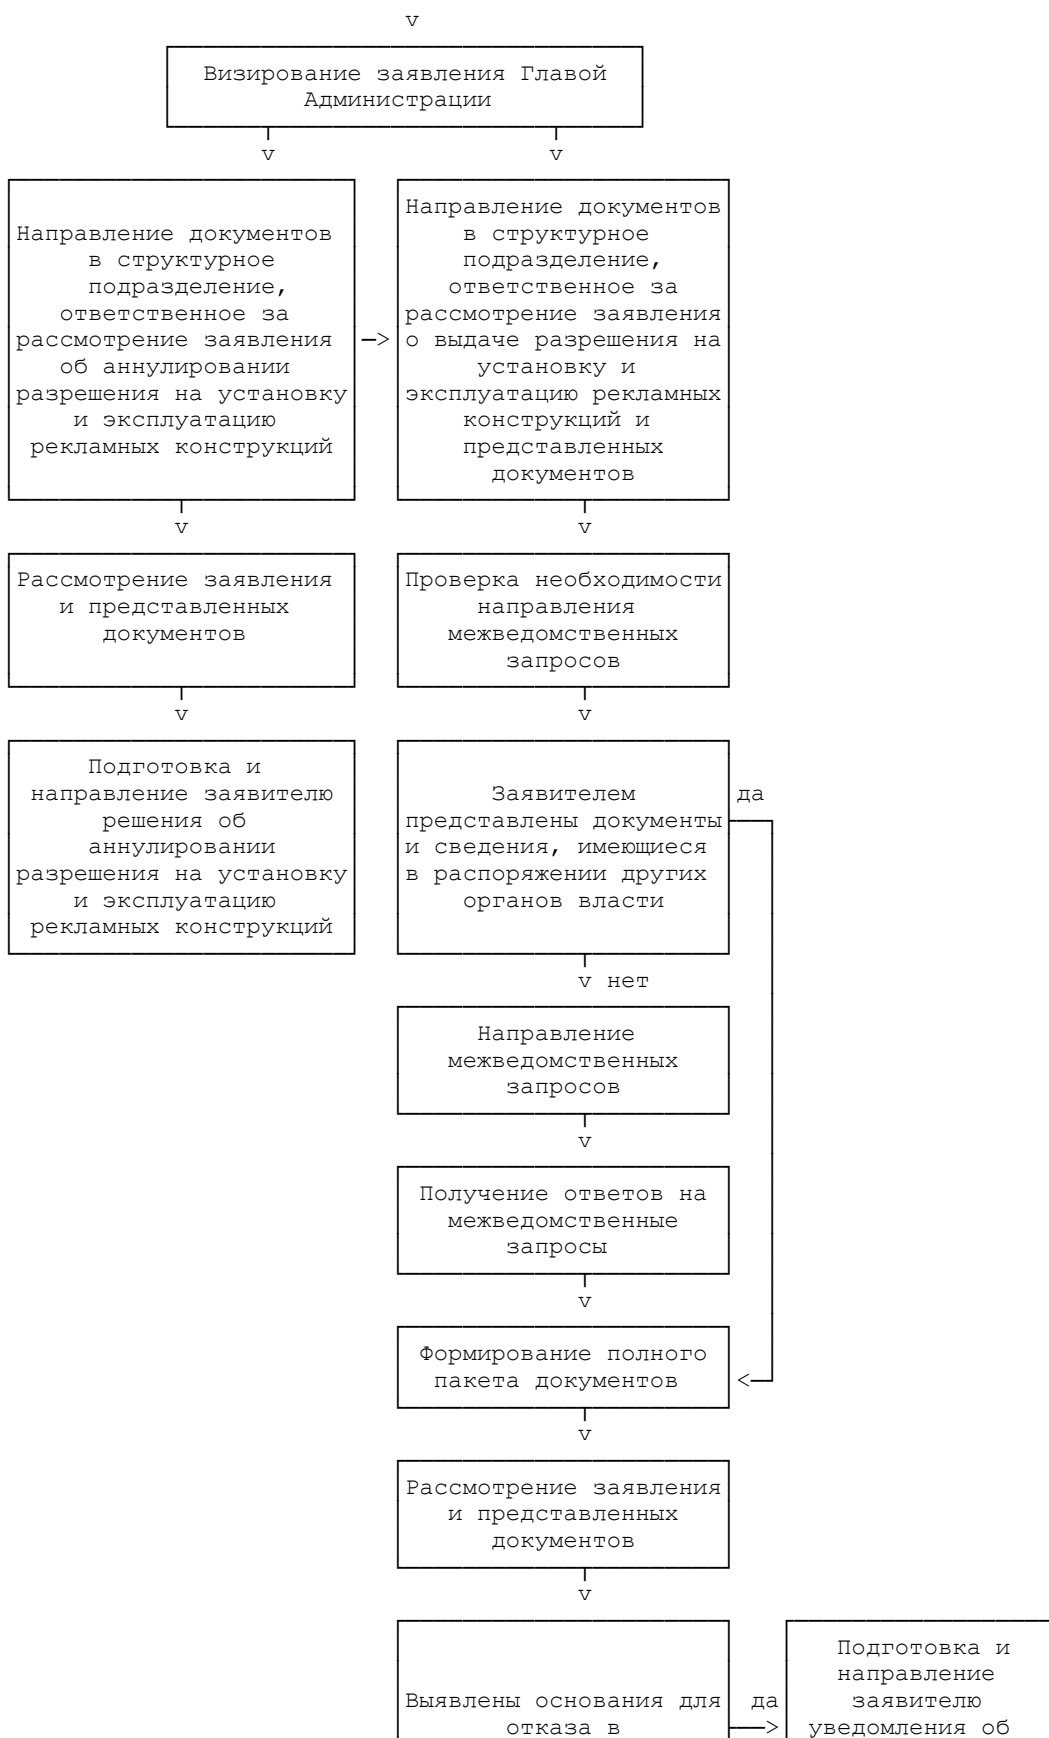 v
Визирование заявления Главой
Администрации
v
v
Направление документов
в структурное
подразделение,
ответственное за
рассмотрение заявления
об аннулировании
разрешения на установку
и эксплуатацию
рекламных конструкций
—>
Направление документов
в структурное
подразделение,
ответственное за
рассмотрение заявления
о выдаче разрешения на
установку и
эксплуатацию рекламных
конструкций и
представленных
документов
v
v
Рассмотрение заявления
и представленных
документов
Проверка необходимости
направления
межведомственных
запросов
v
v
Подготовка и
направление заявителю
решения об
аннулировании
разрешения на установку
и эксплуатацию
рекламных конструкций
Заявителем
представлены документы
и сведения, имеющиеся
в распоряжении других
органов власти
да
v нет
Направление
межведомственных
запросов
v
Получение ответов на
межведомственные
запросы
v
Формирование полного
пакета документов
<
v
Рассмотрение заявления
и представленных
документов
v
Выявлены основания для
отказа в
да
>
Подготовка и
направление
заявителю
уведомления об